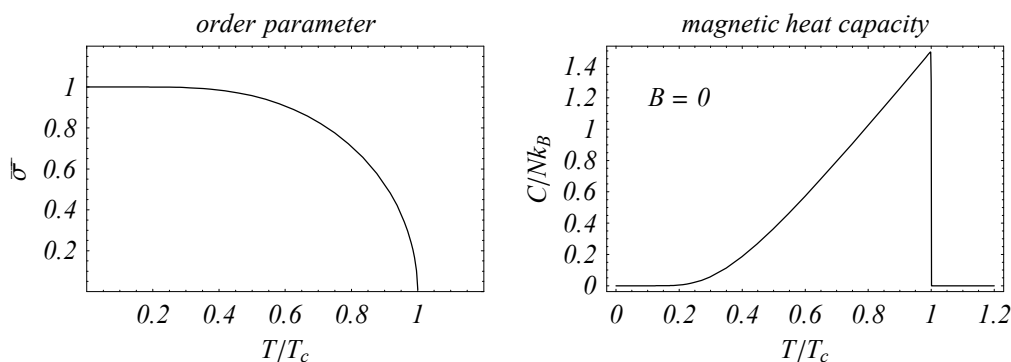 order parameter
1
0.8
0.6
0.4
0.2
σ̅
0.2 0.4 0.6 0.8 1
T/T_c
magnetic heat capacity
1.4
1.2
1
0.8
0.6
0.4
0.2
0
C/Nk_B
B = 0
0 0.2 0.4 0.6 0.8 1 1.2
T/T_c